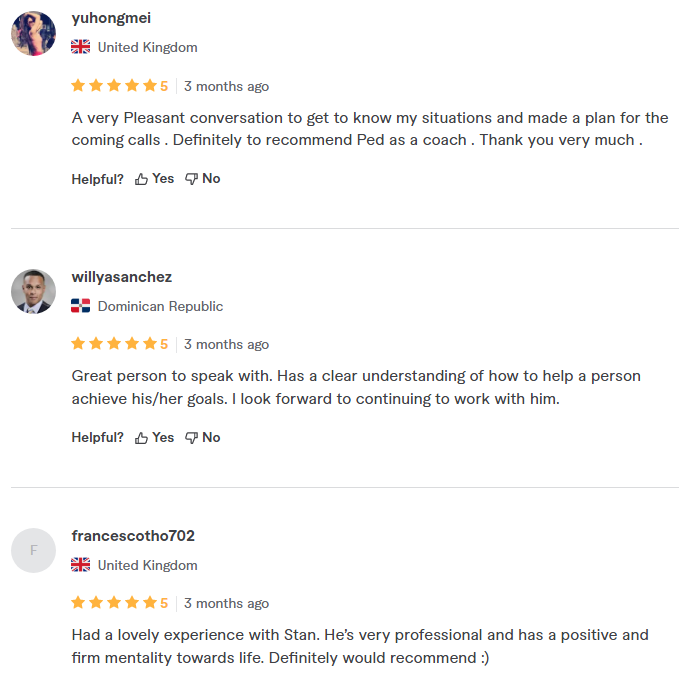 yuhongmei
United Kingdom
5 3 months ago
A very Pleasant conversation to get to know my situations and made a plan for the
coming calls . Definitely to recommend Ped as a coach . Thank you very much .
Helpful? Yes No
willyasanchez
Dominican Republic
5 3 months ago
Great person to speak with. Has a clear understanding of how to help a person
achieve his/her goals. I look forward to continuing to work with him.
Helpful? Yes No
F
francescotho702
United Kingdom
5 3 months ago
Had a lovely experience with Stan. He’s very professional and has a positive and
firm mentality towards life. Definitely would recommend :)